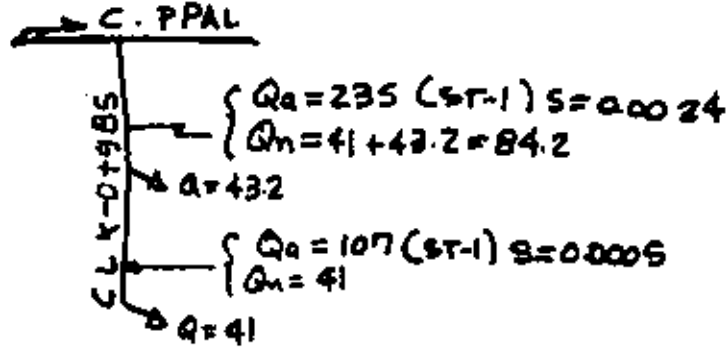 C. PPAL
Qa = 235 (ST-1) S=0.0024
Qn = 41 + 43.2 = 84.2
Q = 43.2
CL K-0+985
Qa = 107 (ST-1) S=0.0005
Qn = 41
Q = 41